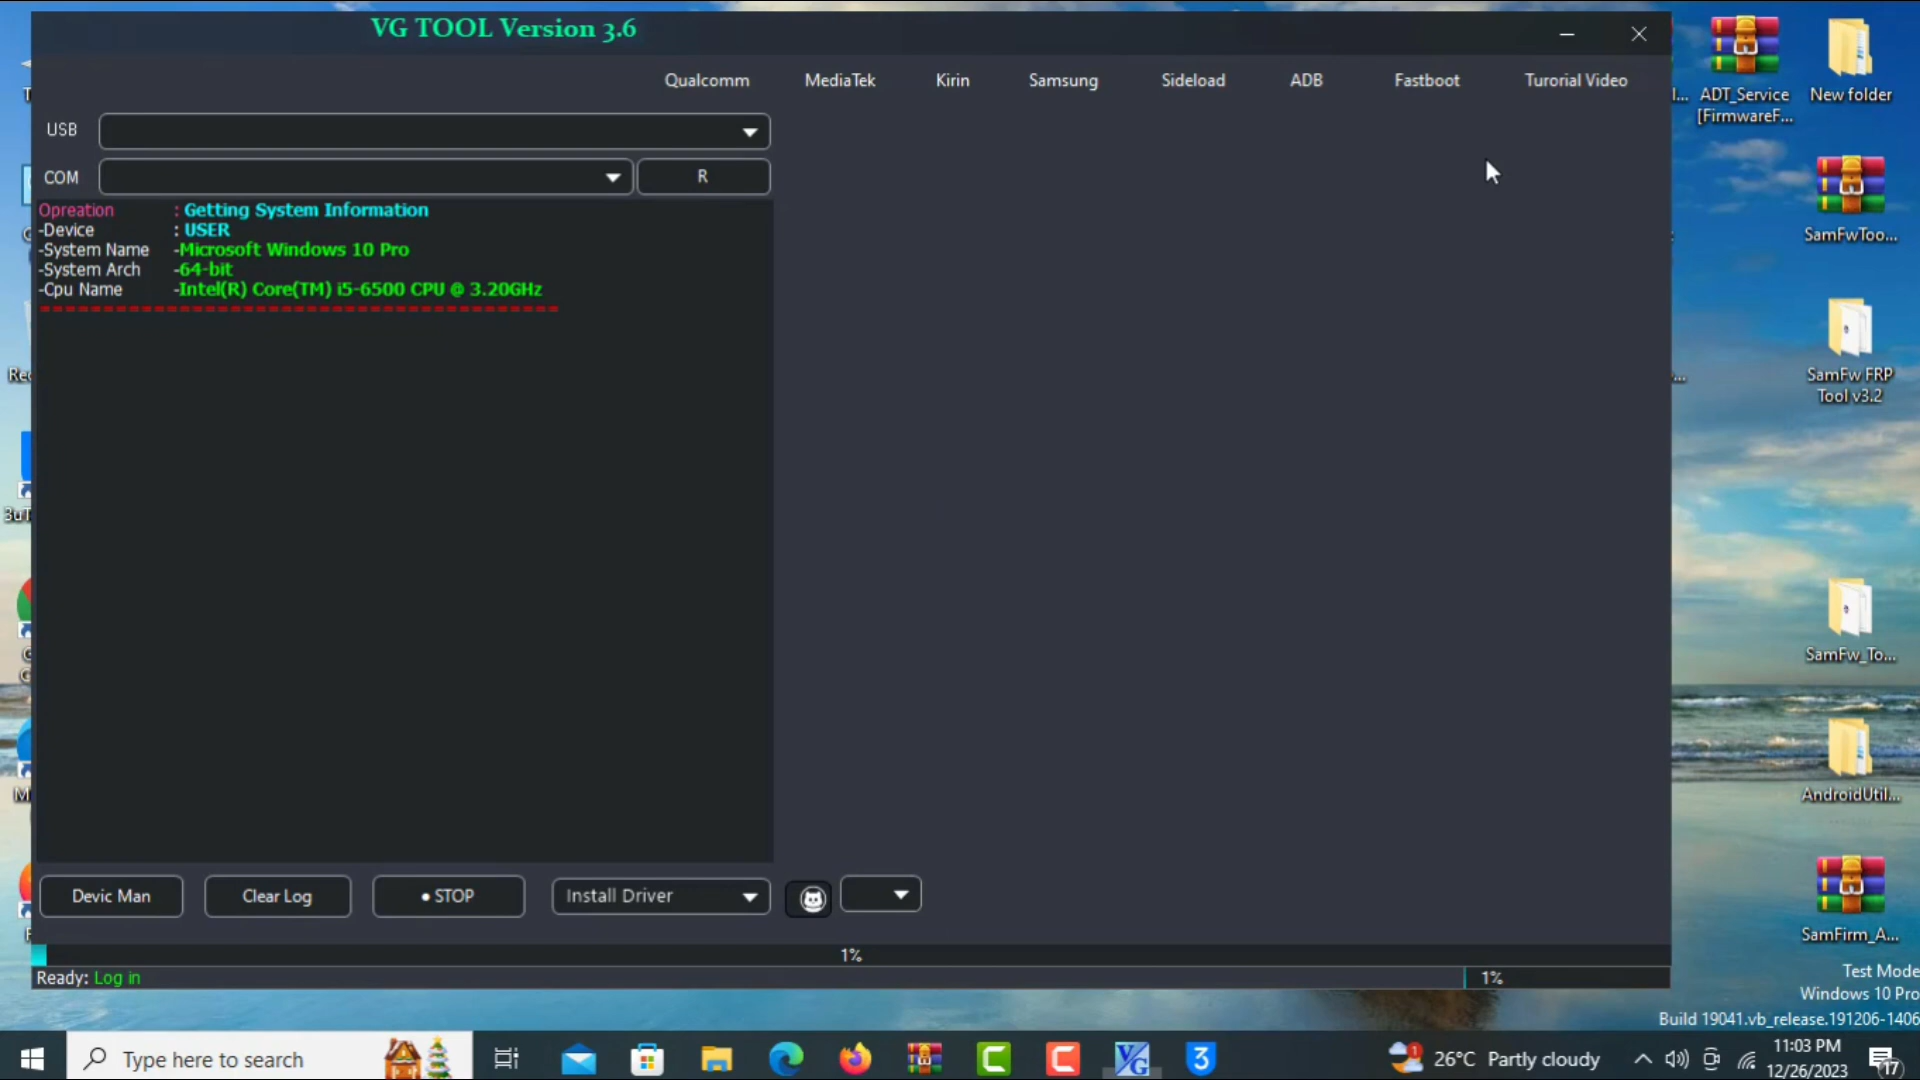 VG TOOL Version 3.6
Qualcomm MediaTek Kirin Samsung Sideload ADB Fastboot Turorial Video
USB
COM R
Opreation : Getting System Information
-Device : USER
-System Name -Microsoft Windows 10 Pro
-System Arch -64-bit
-Cpu Name -Intel(R) Core(TM) i5-6500 CPU @ 3.20GHz
Devic Man Clear Log • STOP Install Driver
1%
Ready: Log in 1%
ADT_Service
[FirmwareF...
New folder
SamFwToo...
SamFw FRP
Tool v3.2
SamFw_To...
AndroidUtil...
SamFirm_A...
Test Mode
Windows 10 Pro
Build 19041.vb_release.191206-1406
Type here to search
26°C Partly cloudy
11:03 PM
12/26/2023
17